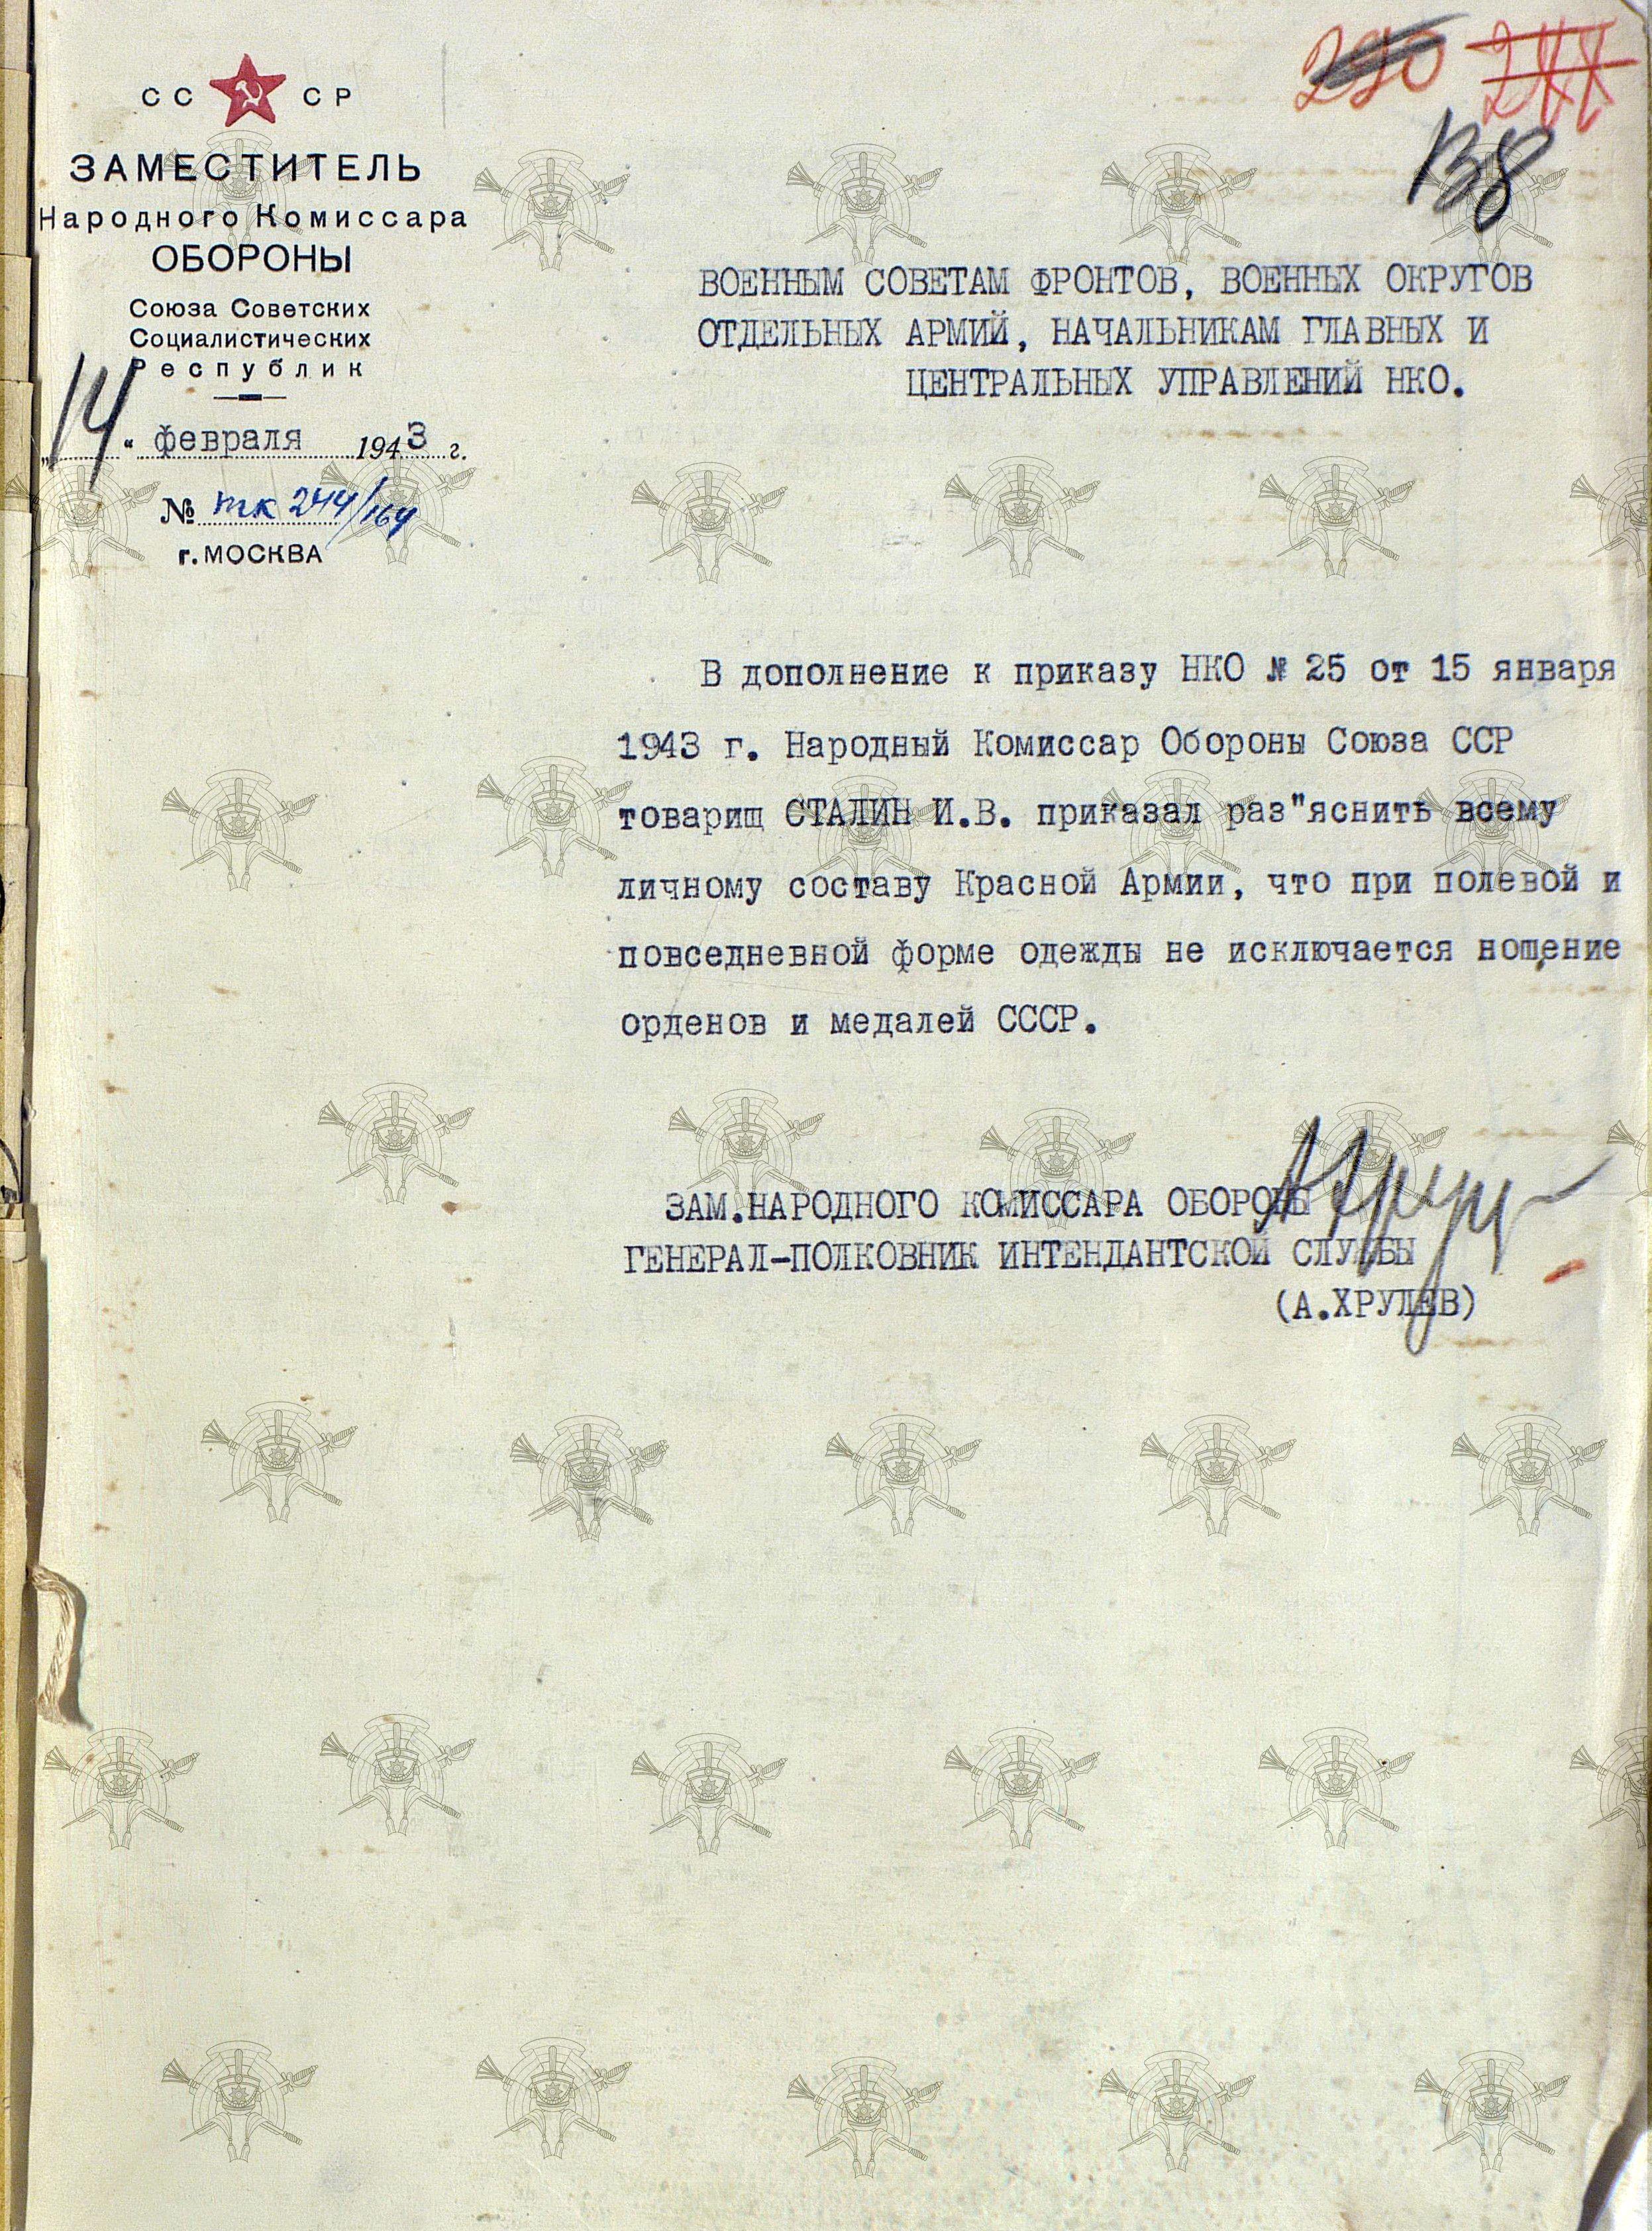 290 2
138
СС СР
ЗАМЕСТИТЕЛЬ
Народного Комиссара
ОБОРОНЫ
Союза Советских
Социалистических
Республик
„14“ февраля 1943 г.
№ тк 244/164
г. МОСКВА
ВОЕННЫМ СОВЕТАМ ФРОНТОВ, ВОЕННЫХ ОКРУГОВ
ОТДЕЛЬНЫХ АРМИЙ, НАЧАЛЬНИКАМ ГЛАВНЫХ И
ЦЕНТРАЛЬНЫХ УПРАВЛЕНИЙ НКО.
В дополнение к приказу НКО № 25 от 15 января
1943 г. Народный Комиссар Обороны Союза ССР
товарищ СТАЛИН И.В. приказал раз"яснить всему
личному составу Красной Армии, что при полевой и
повседневной форме одежды не исключается ношение
орденов и медалей СССР.
ЗАМ.НАРОДНОГО КОМИССАРА ОБОРОНЫ
ГЕНЕРАЛ-ПОЛКОВНИК ИНТЕНДАНТСКОЙ СЛУЖБЫ
(А.ХРУЛЕВ)